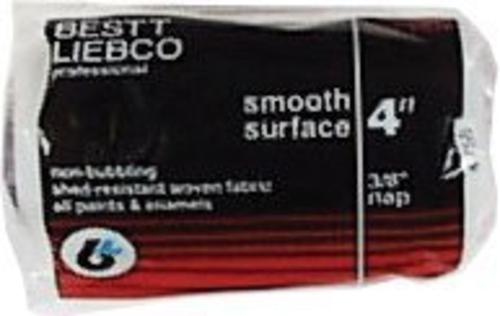 BESTT
LIEBCO
professional
smooth
surface
4"
3/8"
nap
non-bubbling
shed-resistant woven fabric
all paints & enamels